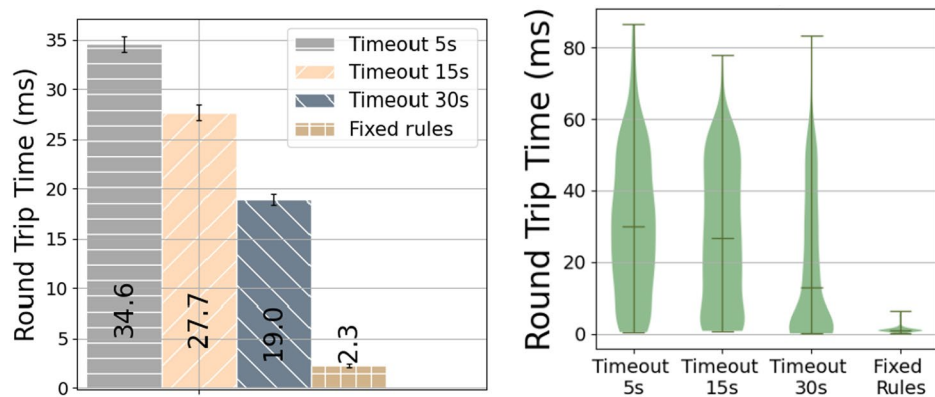 Round Trip Time (ms)
35
30
25
20
15
10
5
0
34.6
27.7
19.0
2.3
Timeout 5s
Timeout 15s
Timeout 30s
Fixed rules
Round Trip Time (ms)
80
60
40
20
0
Timeout
5s
Timeout
15s
Timeout
30s
Fixed
Rules